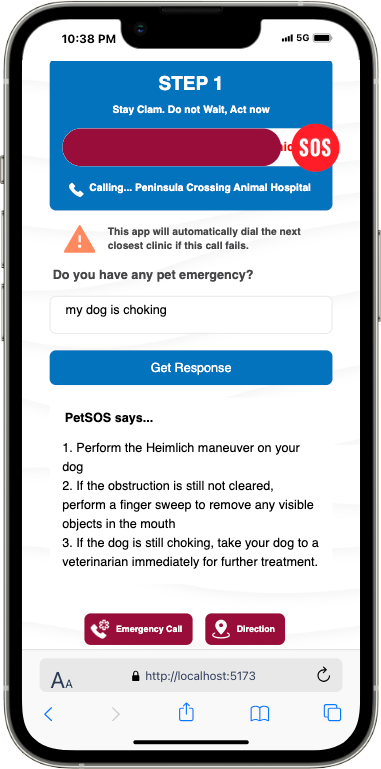 10:38 PM
5G
STEP 1
Stay Clam. Do not Wait, Act now
SOS
Calling... Peninsula Crossing Animal Hospital
This app will automatically dial the next
closest clinic if this call fails.
Do you have any pet emergency?
my dog is choking
Get Response
PetSOS says...
1. Perform the Heimlich maneuver on your
dog
2. If the obstruction is still not cleared,
perform a finger sweep to remove any visible
objects in the mouth
3. If the dog is still choking, take your dog to a
veterinarian immediately for further treatment.
Emergency Call
Direction
AA
http://localhost:5173